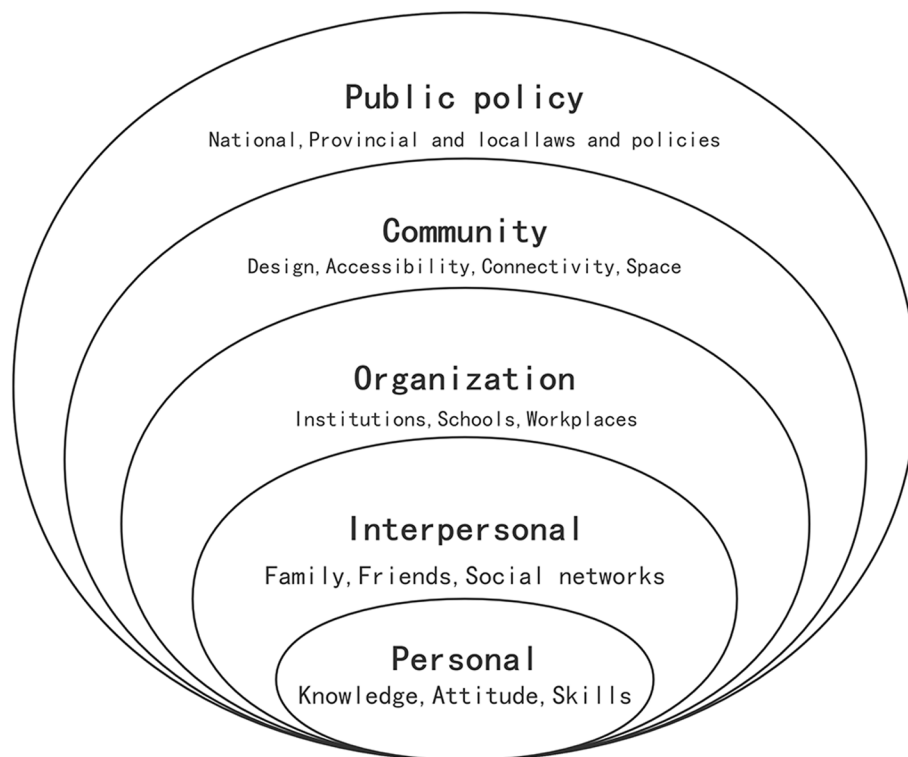 Public policy
National, Provincial and locallaws and policies
Community
Design, Accessibility, Connectivity, Space
Organization
Institutions, Schools, Workplaces
Interpersonal
Family, Friends, Social networks
Personal
Knowledge, Attitude, Skills